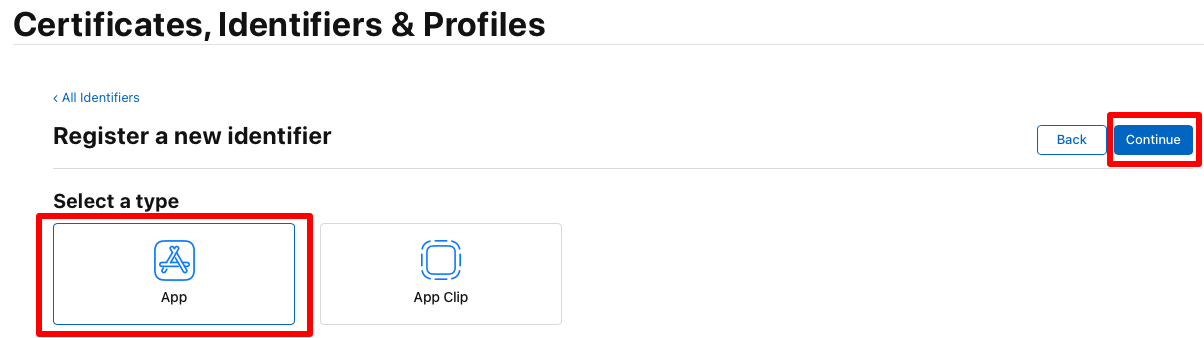 Certificates, Identifiers & Profiles
‹ All Identifiers
Register a new identifier
Back
Continue
Select a type
App
App Clip